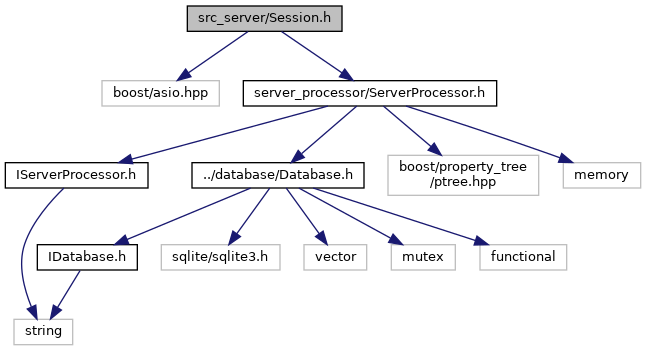 src_server/Session.h
boost/asio.hpp
server_processor/ServerProcessor.h
IServerProcessor.h
../database/Database.h
boost/property_tree
/ptree.hpp
memory
IDatabase.h
sqlite/sqlite3.h
vector
mutex
functional
string